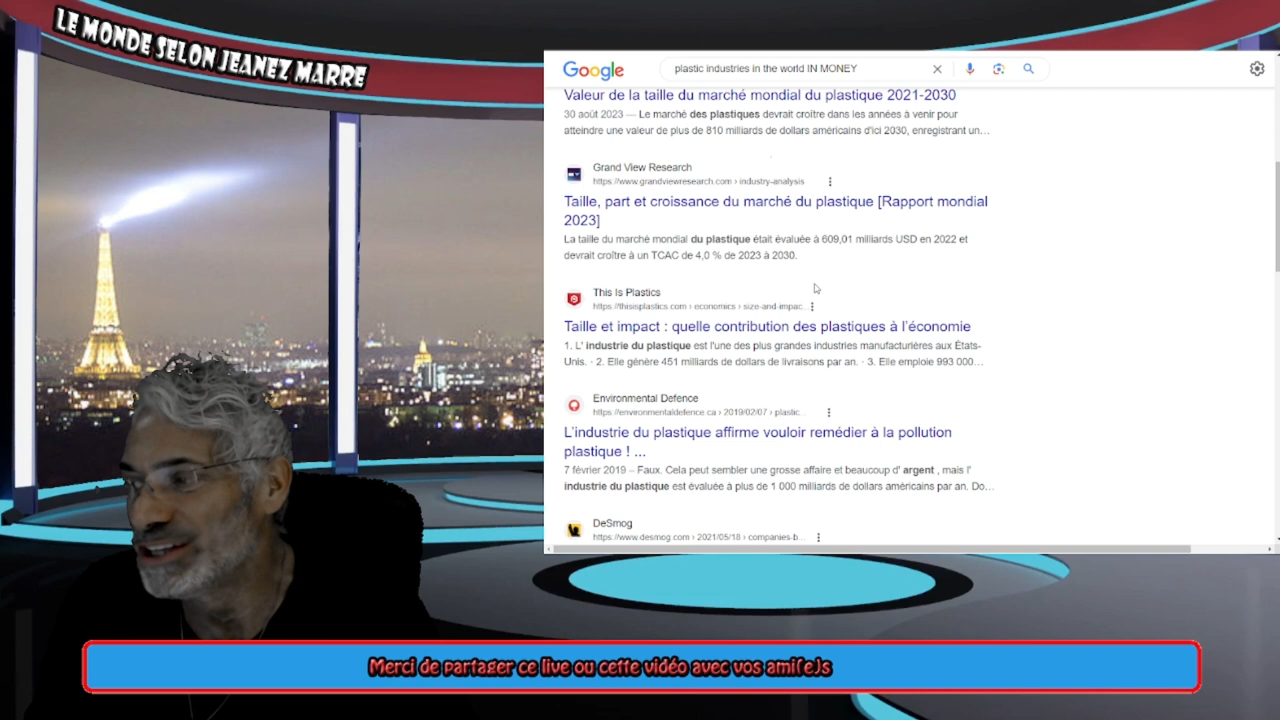 LE MONDE SELON JEANEZ MARRE
Google
plastic industries in the world IN MONEY
Valeur de la taille du marché mondial du plastique 2021-2030
30 août 2023 — Le marché des plastiques devrait croître dans les années à venir pour
atteindre une valeur de plus de 810 milliards de dollars américains d'ici 2030, enregistrant un...
Grand View Research
https://www.grandviewresearch.com › industry-analysis
Taille, part et croissance du marché du plastique [Rapport mondial
2023]
La taille du marché mondial du plastique était évaluée à 609,01 milliards USD en 2022 et
devrait croître à un TCAC de 4,0 % de 2023 à 2030.
This Is Plastics
https://thisisplastics.com › economics › size-and-impac...
Taille et impact : quelle contribution des plastiques à l'économie
1. L' industrie du plastique est l'une des plus grandes industries manufacturières aux États-
Unis. · 2. Elle génère 451 milliards de dollars de livraisons par an. · 3. Elle emploie 993 000...
Environmental Defence
https://environmentaldefence.ca › 2019/02/07 › plastic...
L'industrie du plastique affirme vouloir remédier à la pollution
plastique ! ...
7 février 2019 – Faux. Cela peut sembler une grosse affaire et beaucoup d' argent , mais l'
industrie du plastique est évaluée à plus de 1 000 milliards de dollars américains par an. Do...
DeSmog
https://www.desmog.com › 2021/05/18 › companies-b...
Merci de partager ce live ou cette vidéo avec vos ami(e)s